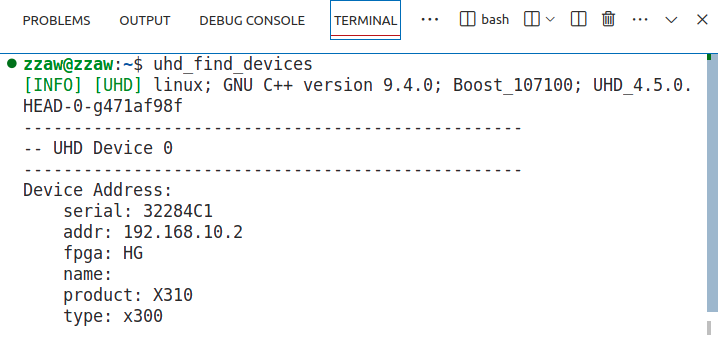 PROBLEMS OUTPUT DEBUG CONSOLE TERMINAL ··· bash ···
zzaw@zzaw:~$ uhd_find_devices
[INFO] [UHD] linux; GNU C++ version 9.4.0; Boost_107100; UHD_4.5.0.
HEAD-0-g471af98f
--------------------------------------------------
-- UHD Device 0
--------------------------------------------------
Device Address:
    serial: 32284C1
    addr: 192.168.10.2
    fpga: HG
    name:
    product: X310
    type: x300